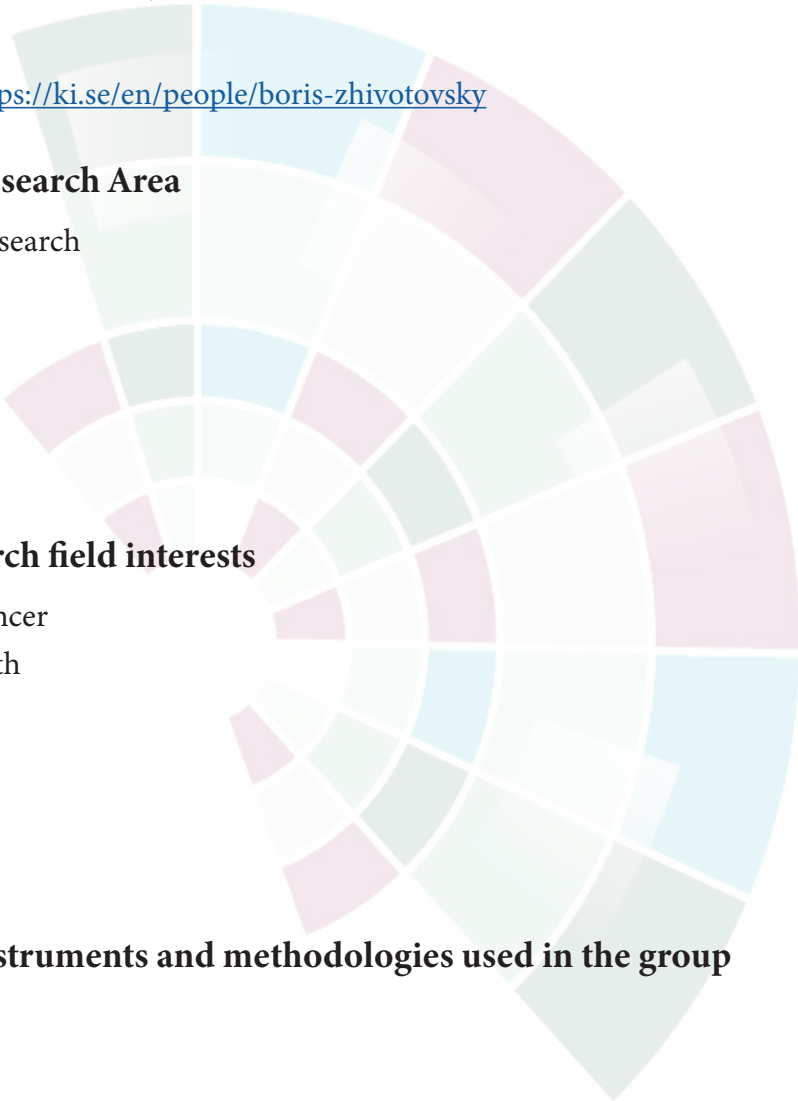 ps://ki.se/en/people/boris-zhivotovsky
search Area
search
rch field interests
ncer
th
struments and methodologies used in the group